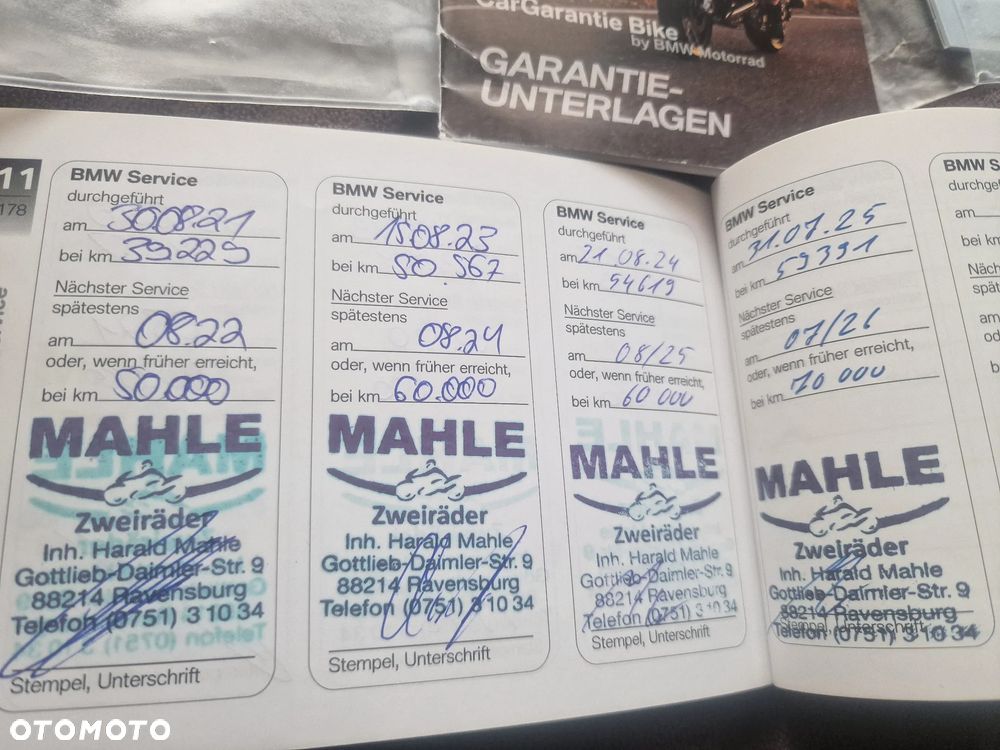 CarGarantie Bike
by BMW Motorrad
GARANTIE-
UNTERLAGEN
11
178
BMW Service
durchgeführt
am 30.08.21
bei km 39229
Nächster Service
spätestens
am 08.22
oder, wenn früher erreicht,
bei km 50.000
MAHLE
Zweiräder
Inh. Harald Mahle
Gottlieb-Daimler-Str. 9
88214 Ravensburg
Telefon (0751) 3 10 34
Stempel, Unterschrift
BMW Service
durchgeführt
am 15.08.23
bei km 50.567
Nächster Service
spätestens
am 08.24
oder, wenn früher erreicht,
bei km 60.000
MAHLE
Zweiräder
Inh. Harald Mahle
Gottlieb-Daimler-Str. 9
88214 Ravensburg
Telefon (0751) 3 10 34
Stempel, Unterschrift
BMW Service
durchgeführt
am 21.08.24
bei km 54619
Nächster Service
spätestens
am 08/25
oder, wenn früher erreicht,
bei km 60 000
MAHLE
Zweiräder
Inh. Harald Mahle
Gottlieb-Daimler-Str. 9
88214 Ravensburg
Telefon (0751) 3 10 34
Stempel, Unterschrift
BMW Service
durchgeführt
am 31.07.25
bei km 59391
Nächster Service
spätestens
am 07/26
oder, wenn früher erreicht,
bei km 70 000
MAHLE
Zweiräder
Inh. Harald Mahle
Gottlieb-Daimler-Str. 9
88214 Ravensburg
Telefon (0751) 3 10 34
Stempel, Unterschrift
BMW S
durchgef
am
bei k
Näch
spät
am
od
be
OTOMOTO